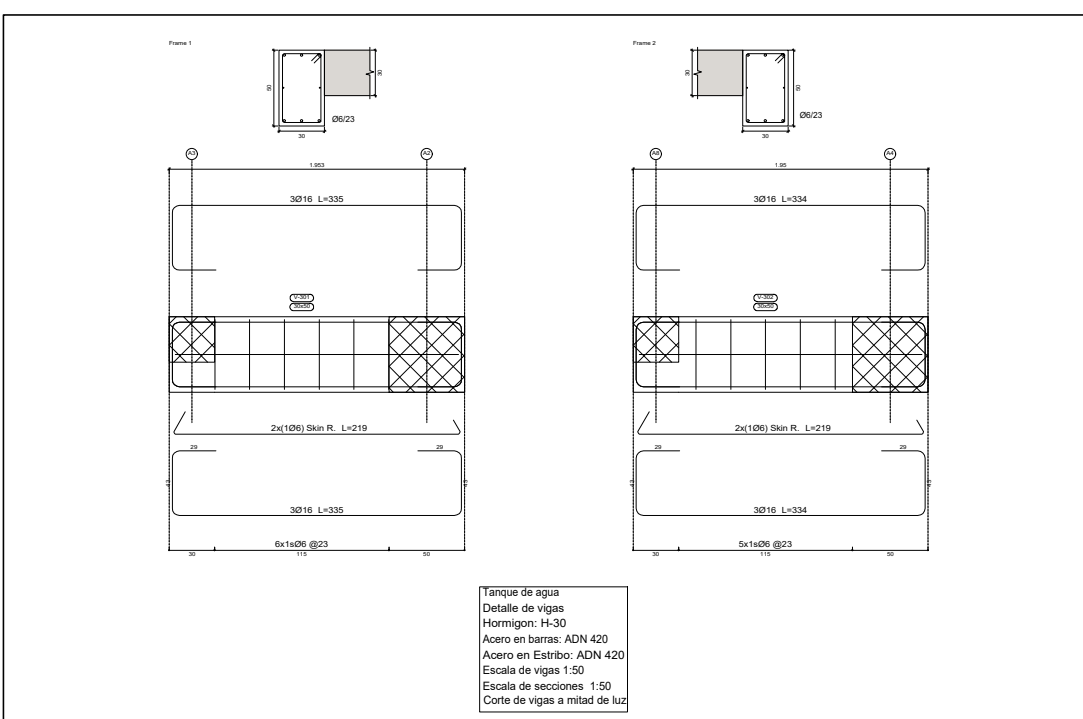 Frame 1
50
30
Ø6/23
30
A3
A2
1.953
3Ø16 L=335
V-301
30x50
2x(1Ø6) Skin R. L=219
29
29
43
43
3Ø16 L=335
6x1sØ6 @23
30
115
50
Frame 2
30
50
Ø6/23
30
A8
A4
1.95
3Ø16 L=334
V-302
30x50
2x(1Ø6) Skin R. L=219
29
29
43
43
3Ø16 L=334
5x1sØ6 @23
30
115
50
Tanque de agua
Detalle de vigas
Hormigon: H-30
Acero en barras: ADN 420
Acero en Estribo: ADN 420
Escala de vigas 1:50
Escala de secciones 1:50
Corte de vigas a mitad de luz